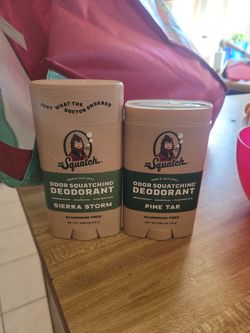 JUST WHAT THE DOCTOR ORDERED
DR.
Squatch
MEN'S NATURAL
ODOR SQUATCHING
DEODORANT
SIERRA STORM
ALUMINUM-FREE
DR.
Squatch
MEN'S NATURAL
ODOR SQUATCHING
DEODORANT
PINE TAR
ALUMINUM-FREE